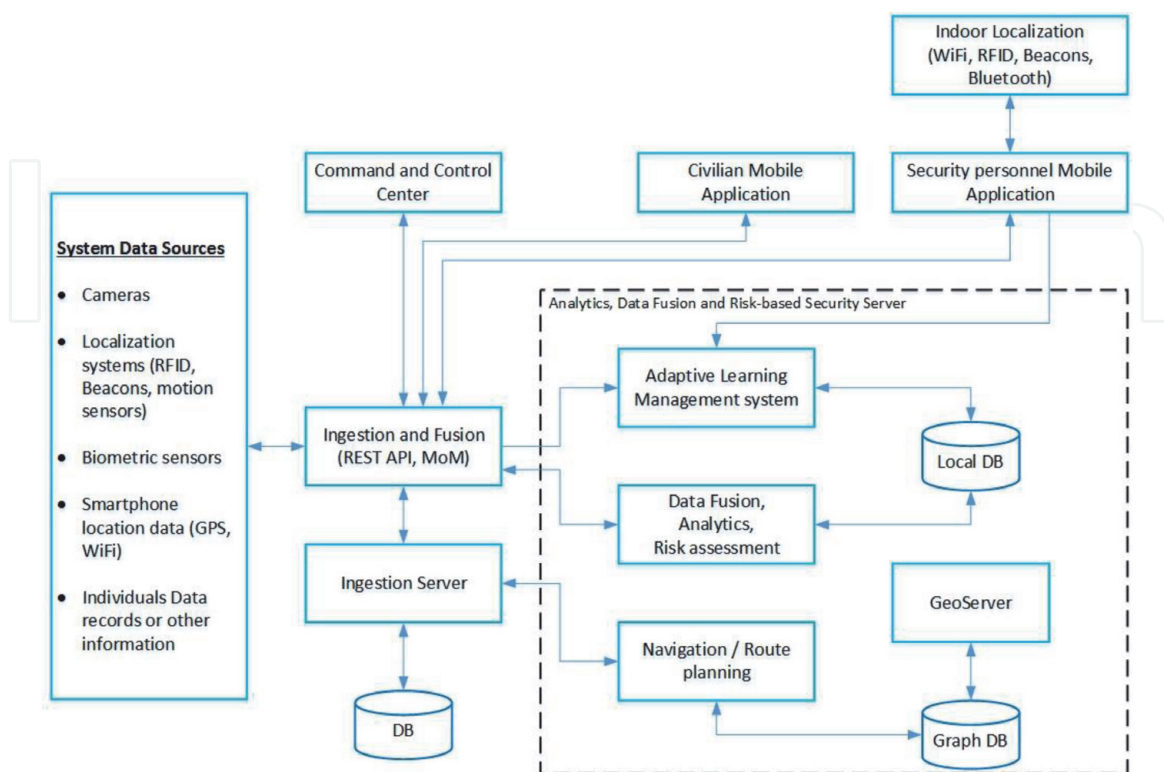 Indoor Localization
(WiFi, RFID, Beacons,
Bluetooth)
Command and Control
Center
Civilian Mobile
Application
Security personnel Mobile
Application
System Data Sources
● Cameras
● Localization
systems (RFID,
Beacons, motion
sensors)
● Biometric sensors
● Smartphone
location data (GPS,
WiFi)
● Individuals Data
records or other
information
Analytics, Data Fusion and Risk-based Security Server
Adaptive Learning
Management system
Ingestion and Fusion
(REST API, MoM)
Local DB
Data Fusion,
Analytics,
Risk assessment
Ingestion Server
GeoServer
Navigation / Route
planning
DB
Graph DB